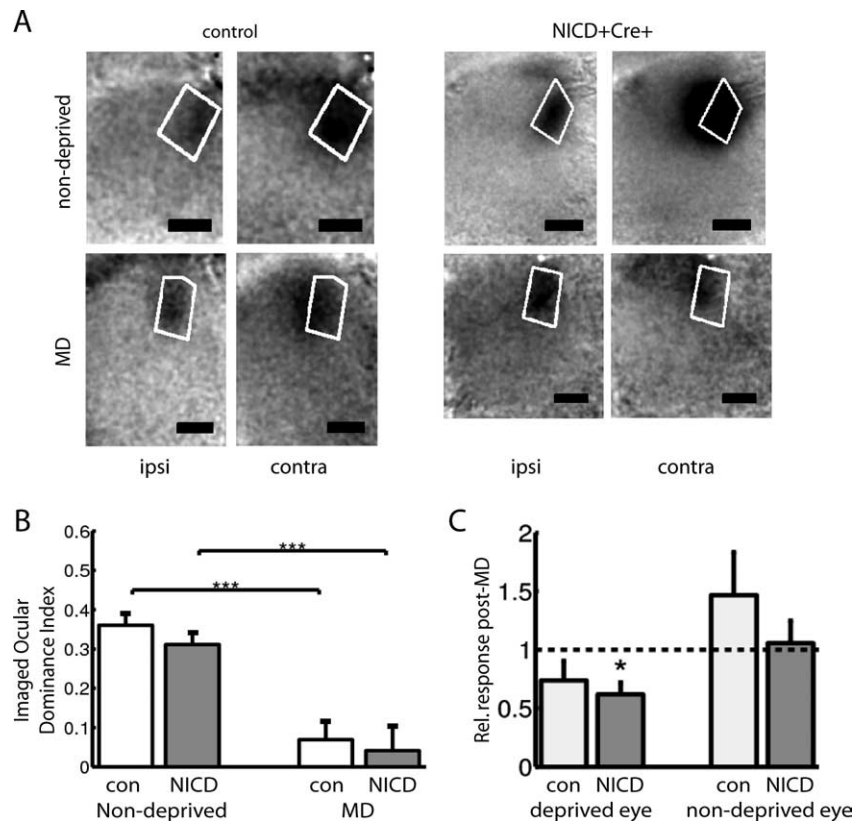 A
control
NICD+Cre+
non-deprived
MD
ipsi
contra
ipsi
contra
B
Imaged Ocular
Dominance Index
0.6
0.5
0.4
0.3
0.2
0.1
0
***
***
con
NICD
con
NICD
Non-deprived
MD
C
Rel. response post-MD
2
1.5
1
0.5
0
*
con
NICD
con
NICD
deprived eye
non-deprived eye